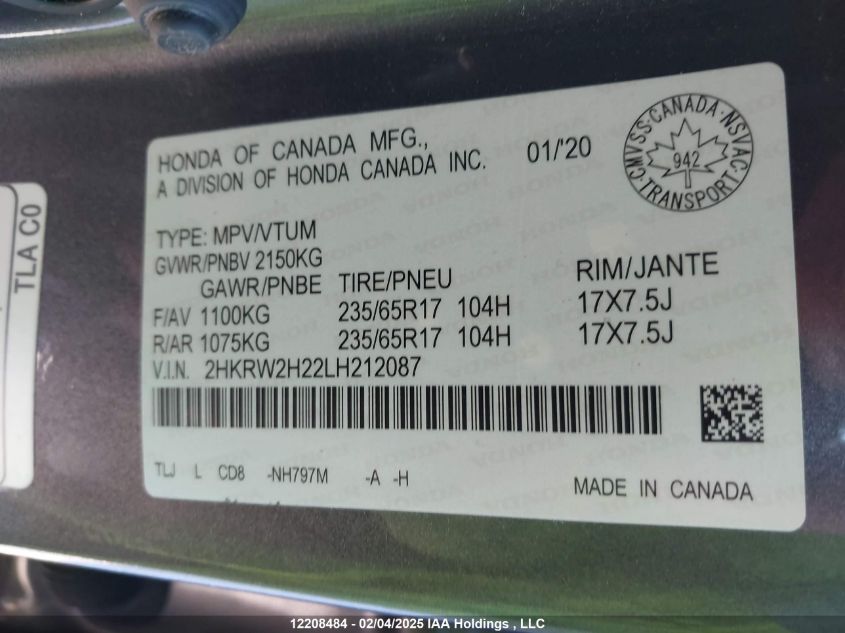 HONDA OF CANADA MFG.,
A DIVISION OF HONDA CANADA INC. 01/'20
CMVSS·CANADA·NSVAC·TRANSPORT
942
TYPE: MPV/VTUM
GVWR/PNBV 2150KG
GAWR/PNBE TIRE/PNEU RIM/JANTE
F/AV 1100KG 235/65R17 104H 17X7.5J
R/AR 1075KG 235/65R17 104H 17X7.5J
V.I.N. 2HKRW2H22LH212087
TLJ L CD8 -NH797M -A -H
MADE IN CANADA
TLA C0
12208484 - 02/04/2025 IAA Holdings , LLC